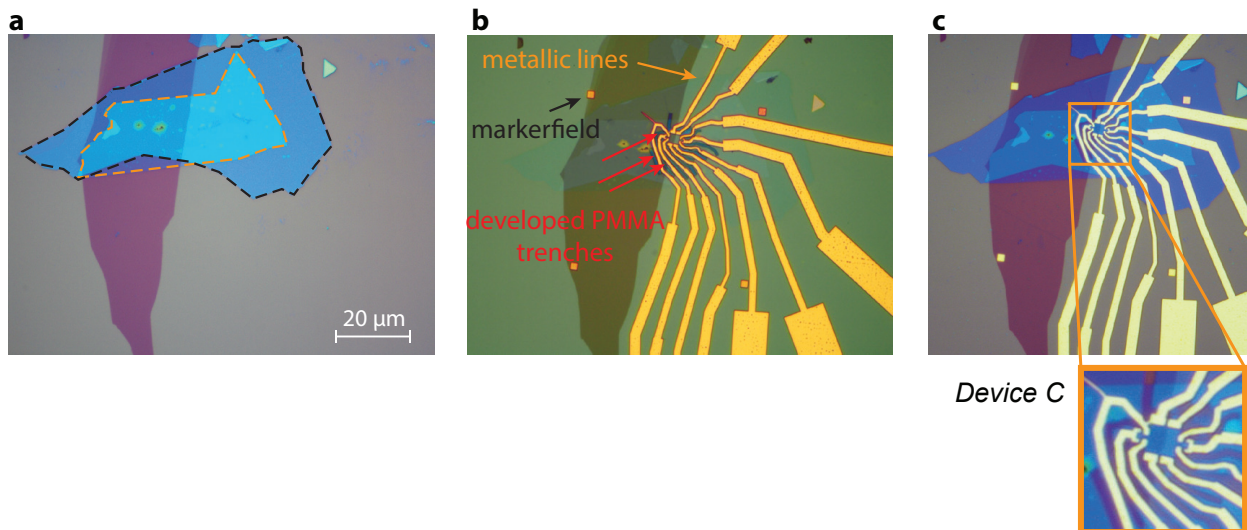 a
b
c
metallic lines
markerfield
developed PMMA
trenches
20 µm
Device C